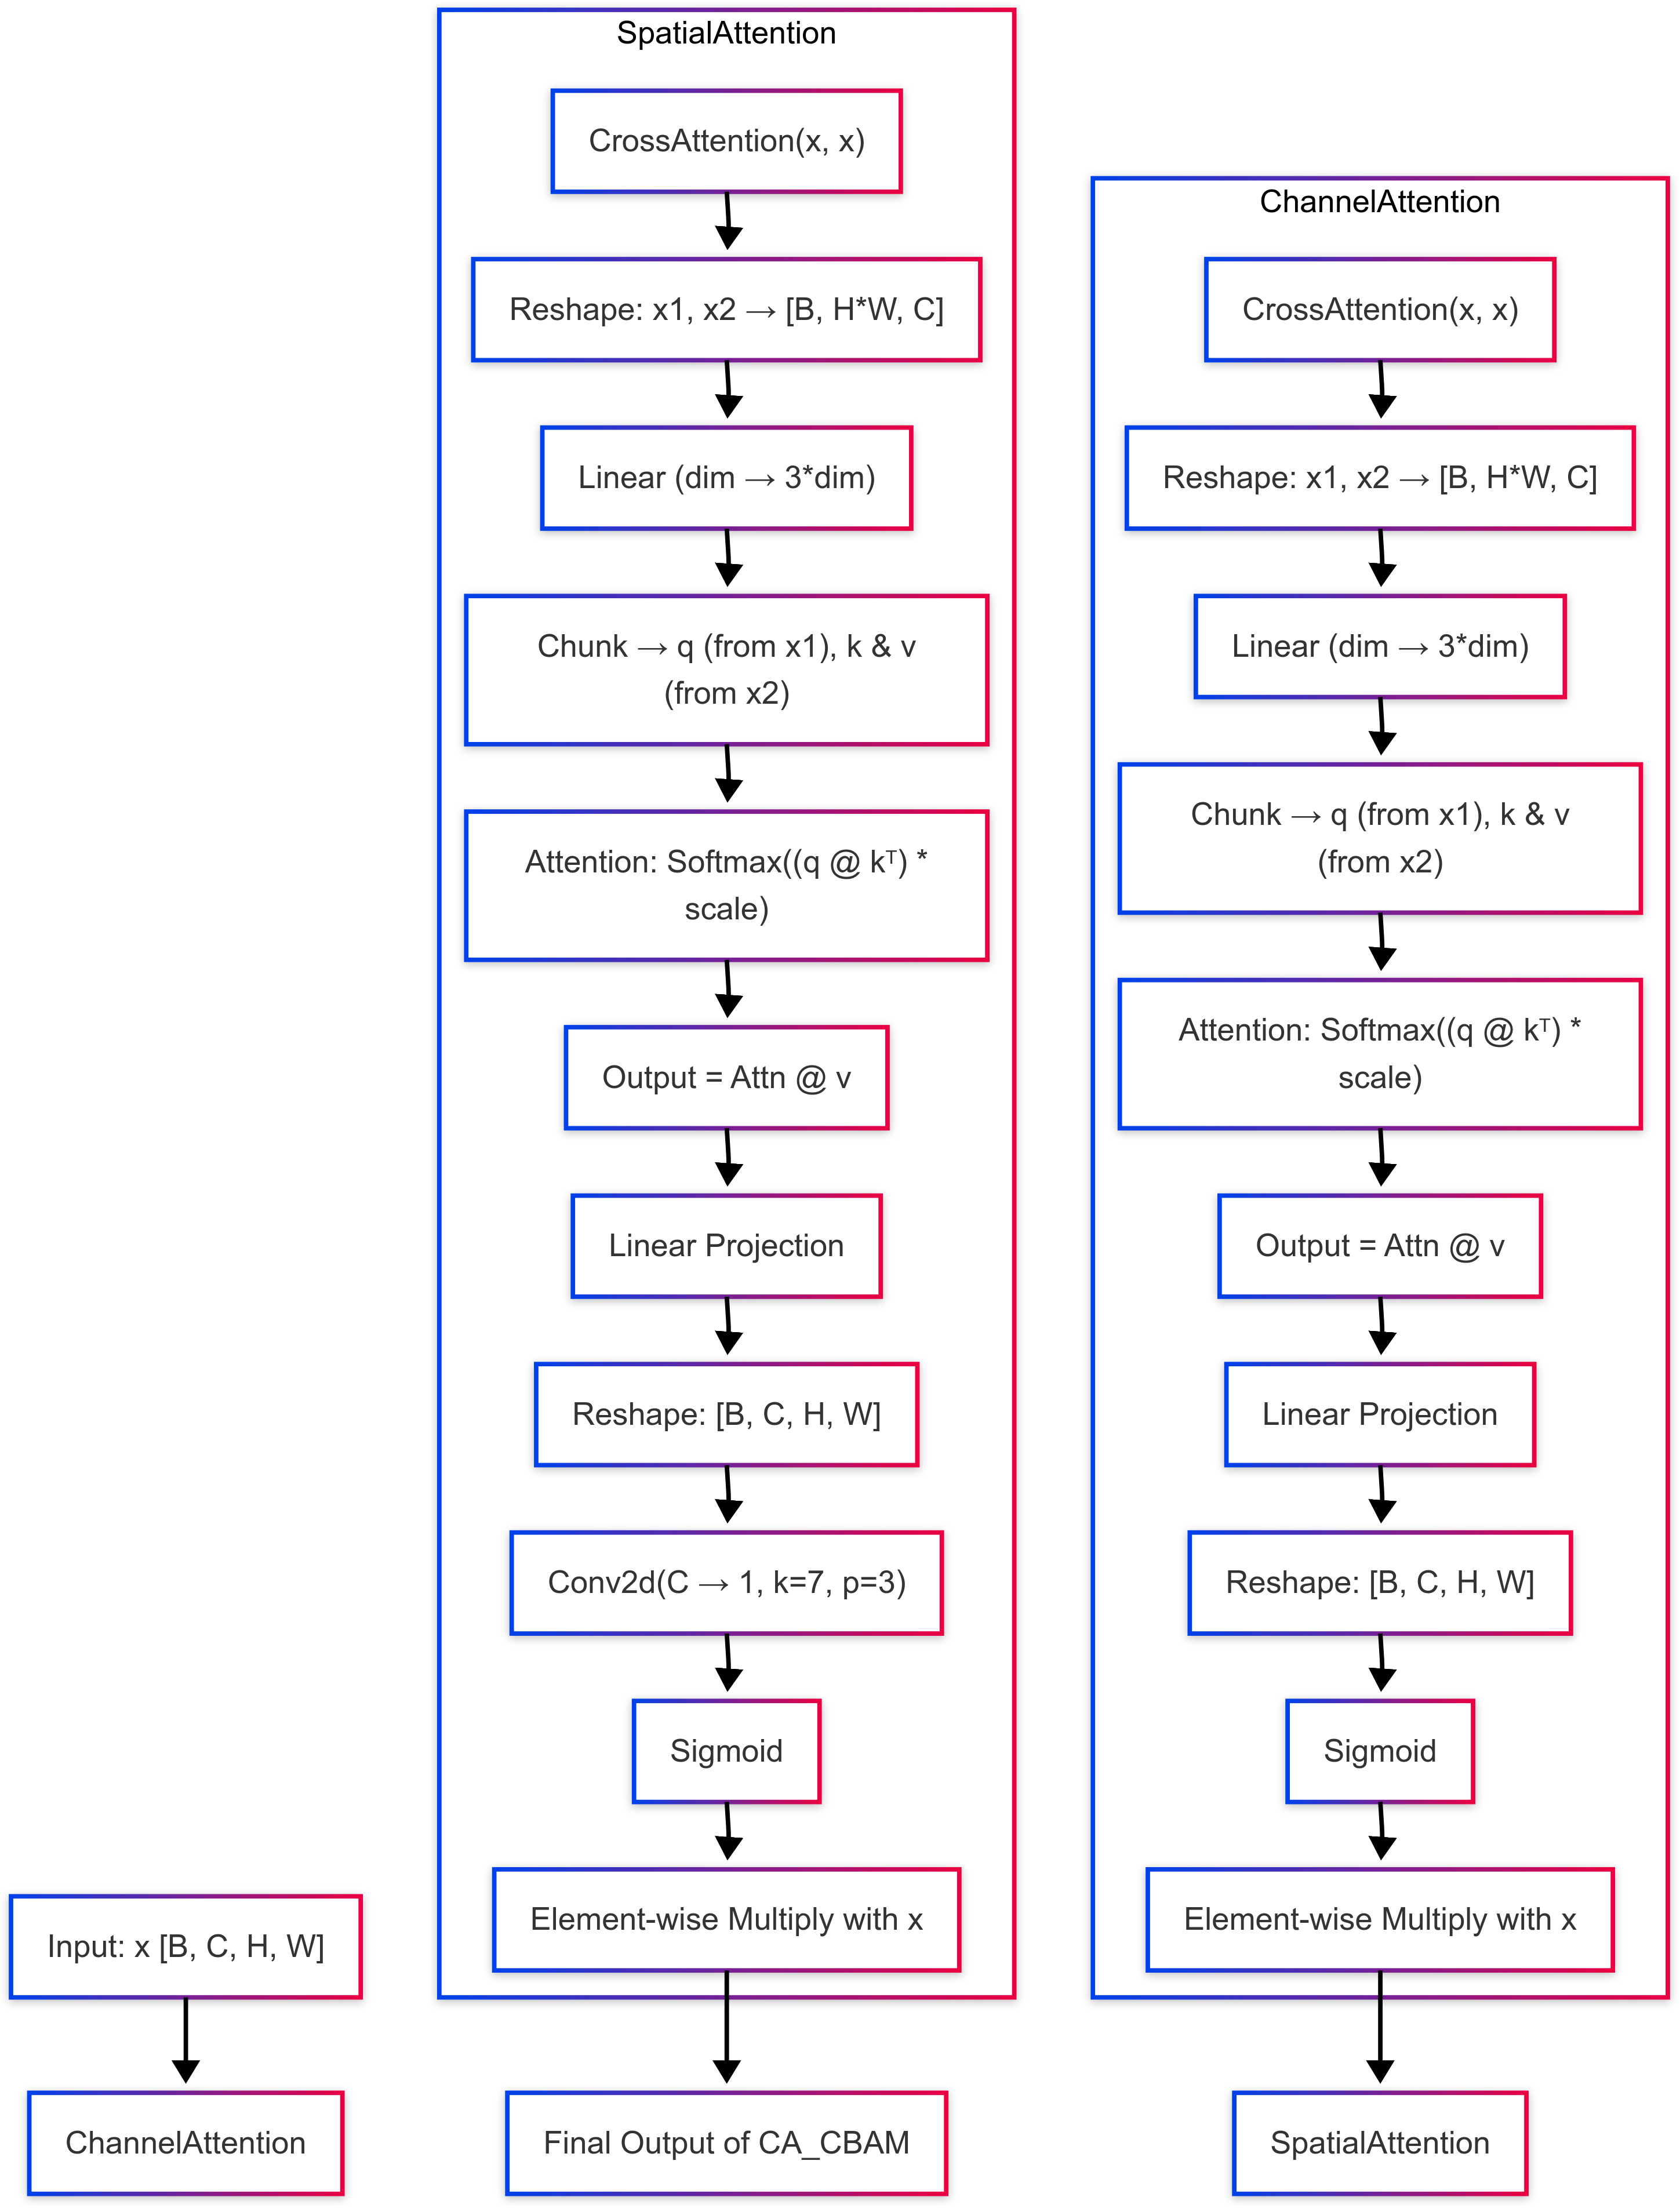 SpatialAttention
CrossAttention(x, x)
Reshape: x1, x2 → [B, H*W, C]
Linear (dim → 3*dim)
Chunk → q (from x1), k & v
(from x2)
Attention: Softmax((q @ kᵀ) *
scale)
Output = Attn @ v
Linear Projection
Reshape: [B, C, H, W]
Conv2d(C → 1, k=7, p=3)
Sigmoid
Element-wise Multiply with x
Final Output of CA_CBAM
ChannelAttention
CrossAttention(x, x)
Reshape: x1, x2 → [B, H*W, C]
Linear (dim → 3*dim)
Chunk → q (from x1), k & v
(from x2)
Attention: Softmax((q @ kᵀ) *
scale)
Output = Attn @ v
Linear Projection
Reshape: [B, C, H, W]
Sigmoid
Element-wise Multiply with x
SpatialAttention
Input: x [B, C, H, W]
ChannelAttention